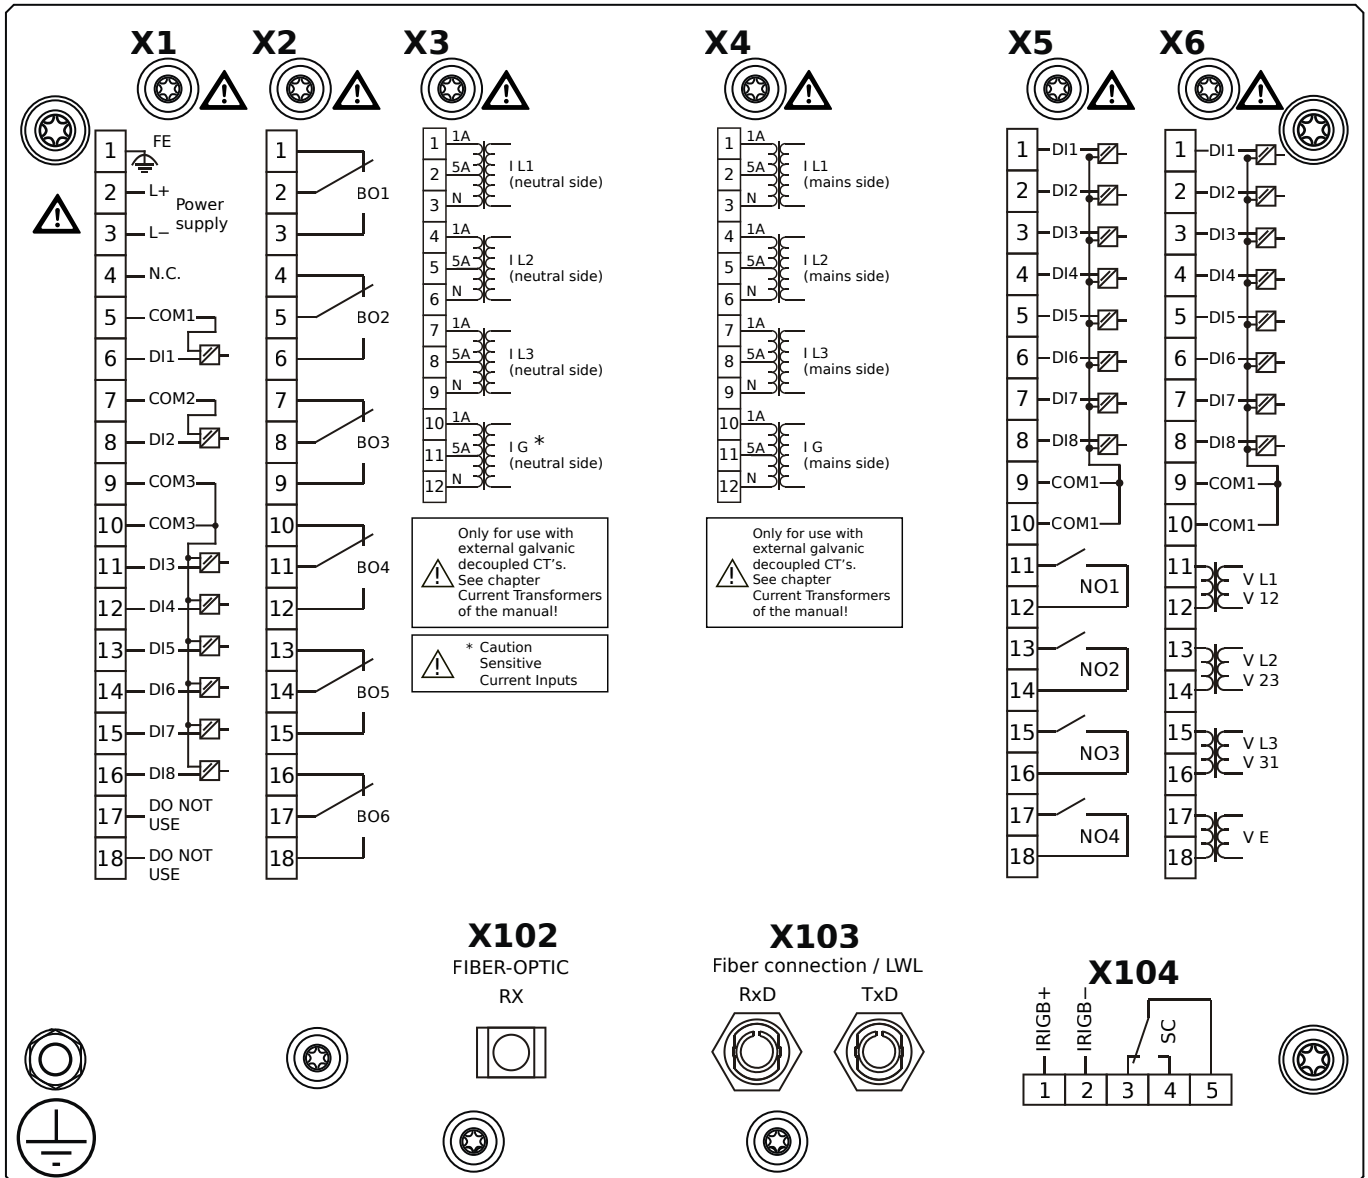 X1
X2
X3
X4
X5
X6
1 FE
2 L+
Power
supply
3 L−
4 N.C.
5 COM1
6 DI1
7 COM2
8 DI2
9 COM3
10 COM3
11 DI3
12 DI4
13 DI5
14 DI6
15 DI7
16 DI8
17 DO NOT
USE
18 DO NOT
USE
1
2 BO1
3
4
5 BO2
6
7
8 BO3
9
10
11 BO4
12
13
14 BO5
15
16
17 BO6
18
1 1A
2 5A I L1
(neutral side)
3 N
4 1A
5 5A I L2
(neutral side)
6 N
7 1A
8 5A I L3
(neutral side)
9 N
10 1A
11 5A I G *
(neutral side)
12 N
Only for use with
external galvanic
decoupled CT's.
See chapter
Current Transformers
of the manual!
* Caution
Sensitive
Current Inputs
1 1A
2 5A I L1
(mains side)
3 N
4 1A
5 5A I L2
(mains side)
6 N
7 1A
8 5A I L3
(mains side)
9 N
10 1A
11 5A I G
(mains side)
12 N
Only for use with
external galvanic
decoupled CT's.
See chapter
Current Transformers
of the manual!
1 DI1
2 DI2
3 DI3
4 DI4
5 DI5
6 DI6
7 DI7
8 DI8
9 COM1
10 COM1
11
NO1
12
13
NO2
14
15
NO3
16
17
NO4
18
1 DI1
2 DI2
3 DI3
4 DI4
5 DI5
6 DI6
7 DI7
8 DI8
9 COM1
10 COM1
11 V L1
12 V 12
13 V L2
14 V 23
15 V L3
16 V 31
17
V E
18
X102
FIBER-OPTIC
RX
X103
Fiber connection / LWL
RxD TxD
X104
IRIGB+
IRIGB−
SC
1 2 3 4 5